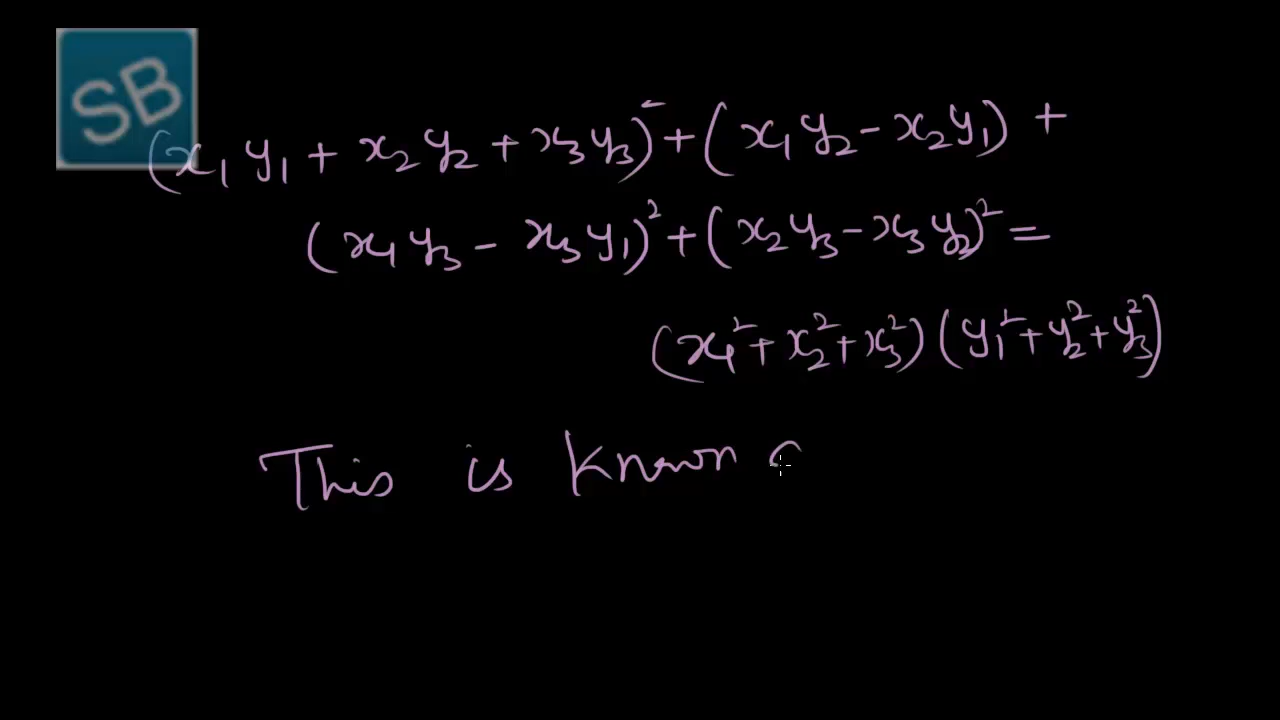 SB
(x₁y₁ + x₂y₂ + x₃y₃)² + (x₁y₂ - x₂y₁) +
(x₁y₃ - x₃y₁)² + (x₂y₃ - x₃y₂)² =
(x₁² + x₂² + x₃²) (y₁² + y₂² + y₃²)
This is known